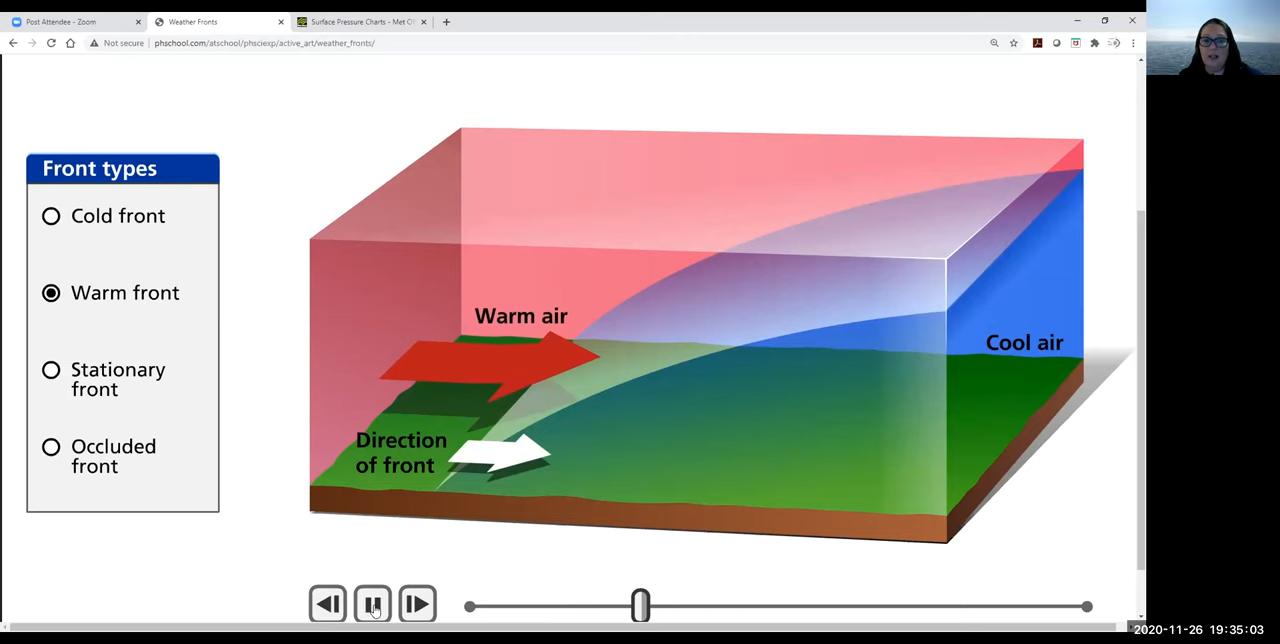 Post Attendee - Zoom
Weather Fronts
Surface Pressure Charts - Met O
Not secure
phschool.com/atschool/phsciexp/active_art/weather_fronts/
Front types
Cold front
Warm front
Stationary
front
Occluded
front
Warm air
Cool air
Direction
of front
2020-11-26 19:35:03